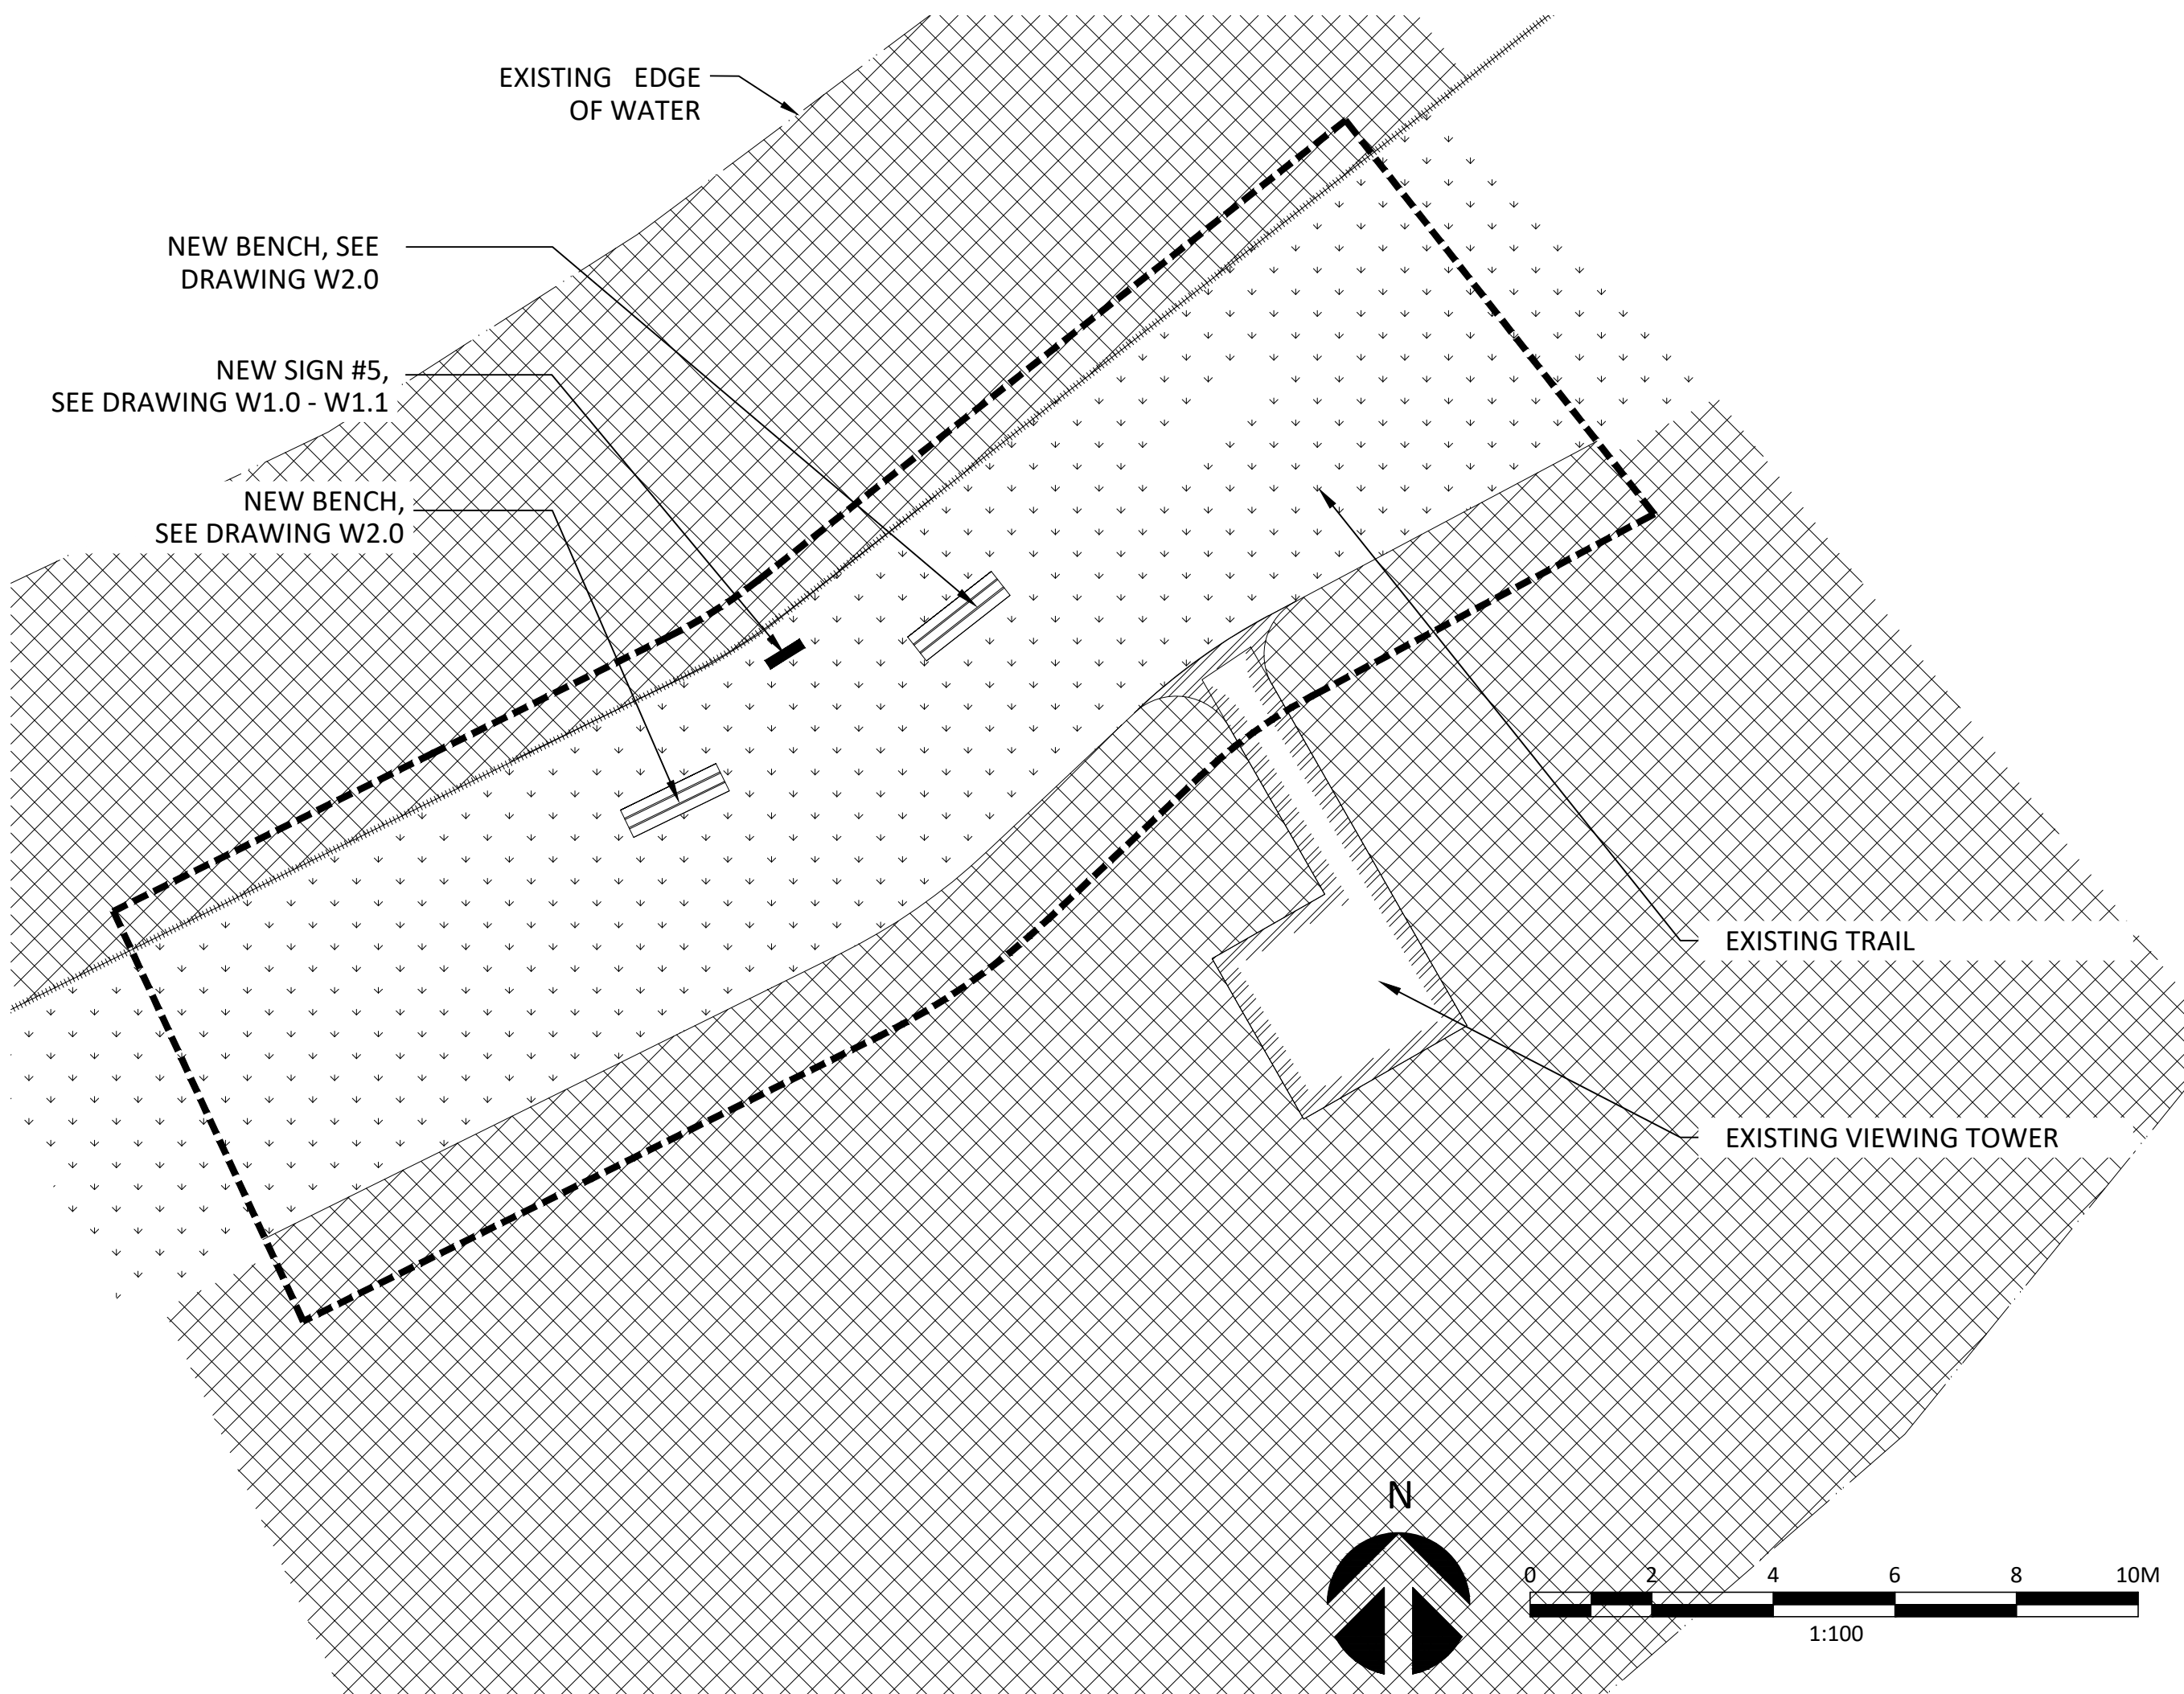 EXISTING EDGE
OF WATER
NEW BENCH, SEE
DRAWING W2.0
NEW SIGN #5,
SEE DRAWING W1.0 - W1.1
NEW BENCH,
SEE DRAWING W2.0
EXISTING TRAIL
EXISTING VIEWING TOWER
N
0 2 4 6 8 10M
1:100